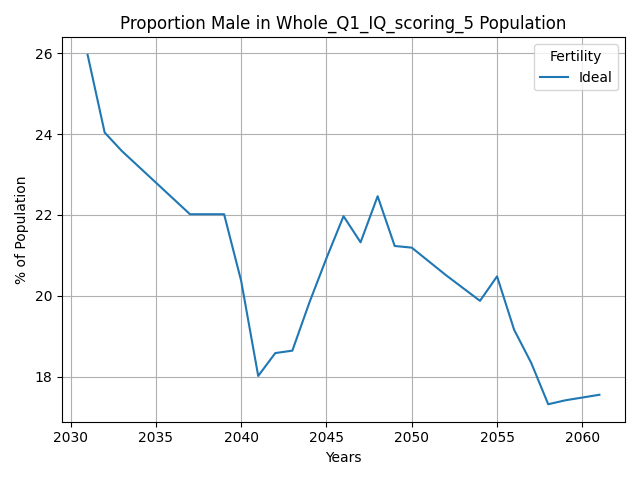 Proportion Male in Whole_Q1_IQ_scoring_5 Population
Fertility
Ideal
% of Population
26
24
22
20
18
2030
2035
2040
2045
2050
2055
2060
Years